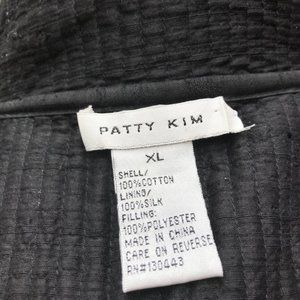 PATTY KIM
XL
SHELL/
100%COTTON
LINING/
100%SILK
FILLING:
100%POLYESTER
MADE IN CHINA
CARE ON REVERSE
RN#130443